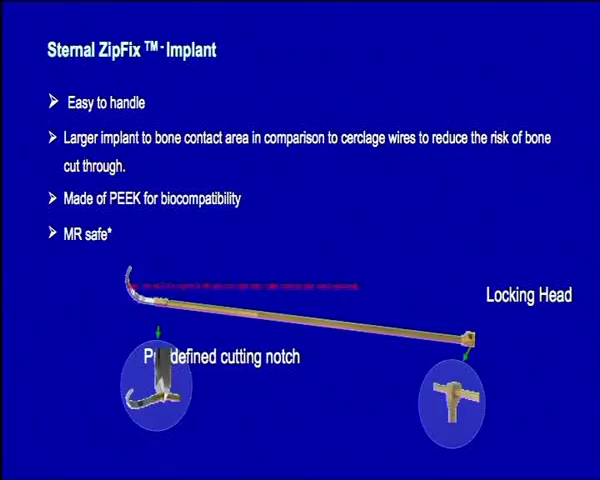 Sternal ZipFix ™ - Implant
Easy to handle
Larger implant to bone contact area in comparison to cerclage wires to reduce the risk of bone
cut through.
Made of PEEK for biocompatibility
MR safe*
Locking Head
defined cutting notch